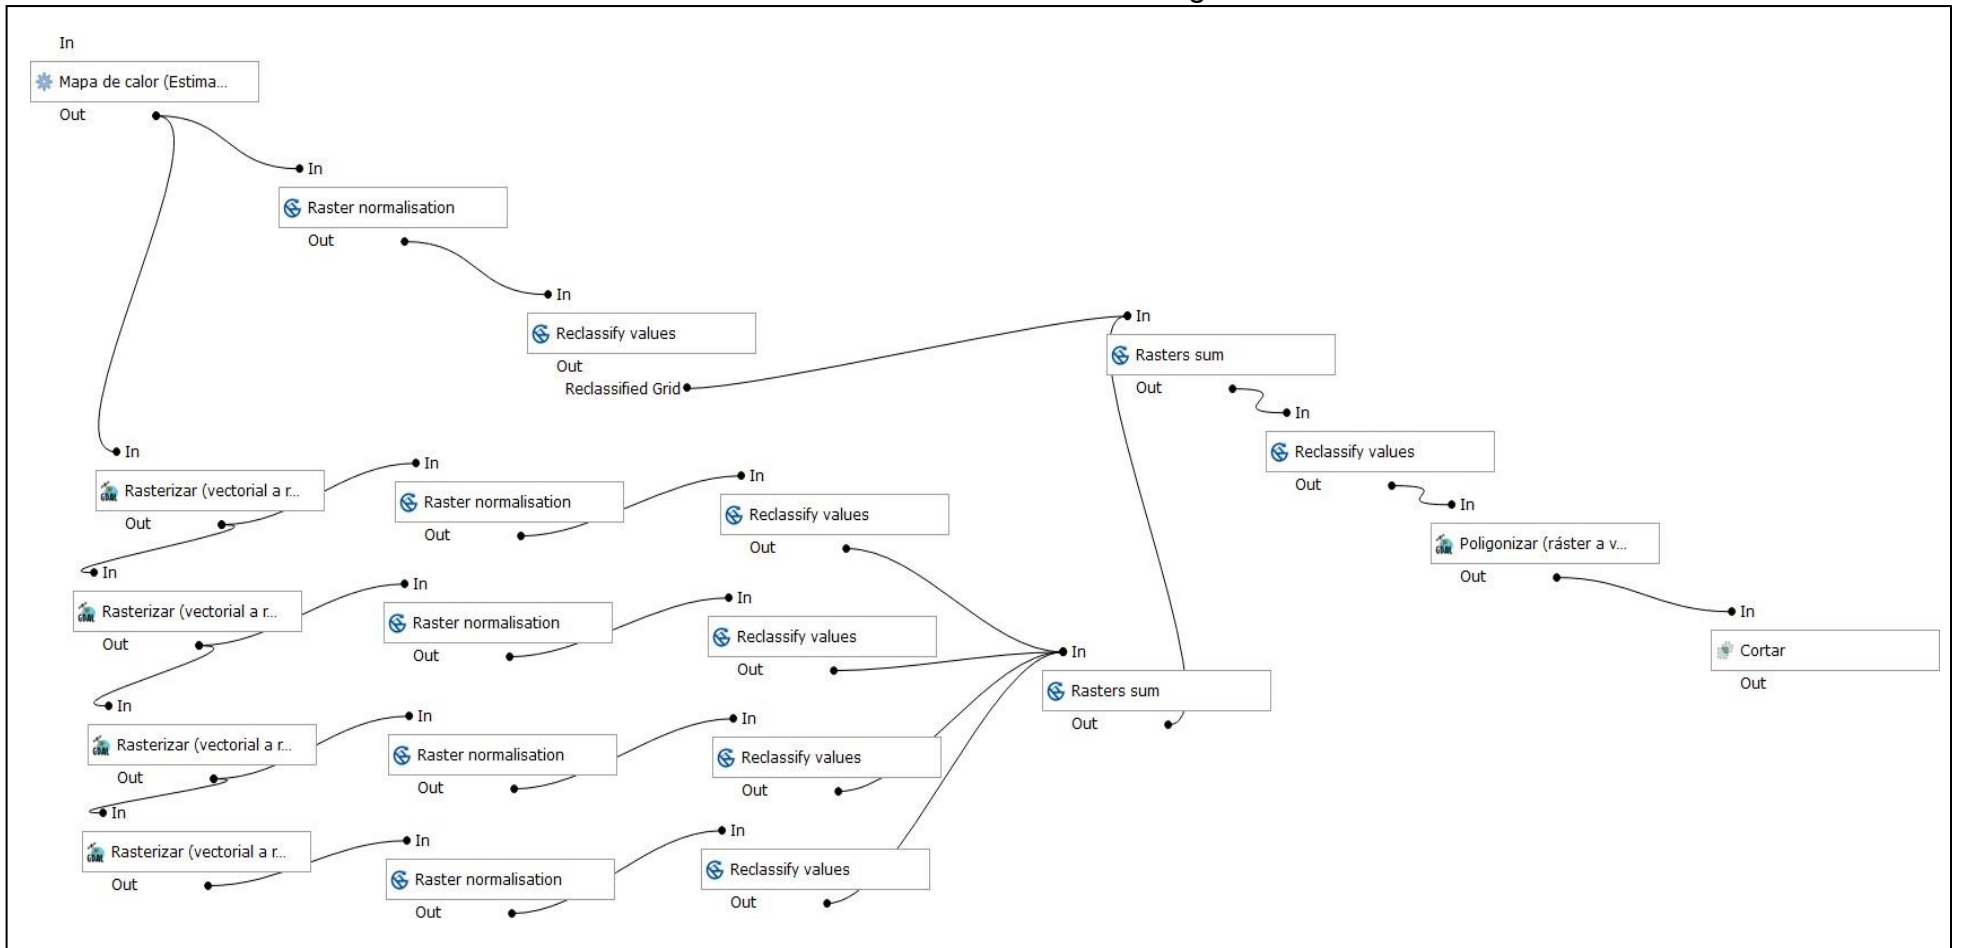 In
Mapa de calor (Estima...
Out
In
Raster normalisation
Out
In
Reclassify values
Out
Reclassified Grid
In
Rasters sum
Out
In
Reclassify values
Out
In
Poligonizar (ráster a v...
Out
In
Cortar
Out
In
Rasterizar (vectorial a r...
Out
In
Raster normalisation
Out
In
Reclassify values
Out
In
Rasterizar (vectorial a r...
Out
In
Raster normalisation
Out
In
Reclassify values
Out
In
Rasters sum
Out
In
Rasterizar (vectorial a r...
Out
In
Raster normalisation
Out
In
Reclassify values
Out
In
Rasterizar (vectorial a r...
Out
In
Raster normalisation
Out
In
Reclassify values
Out